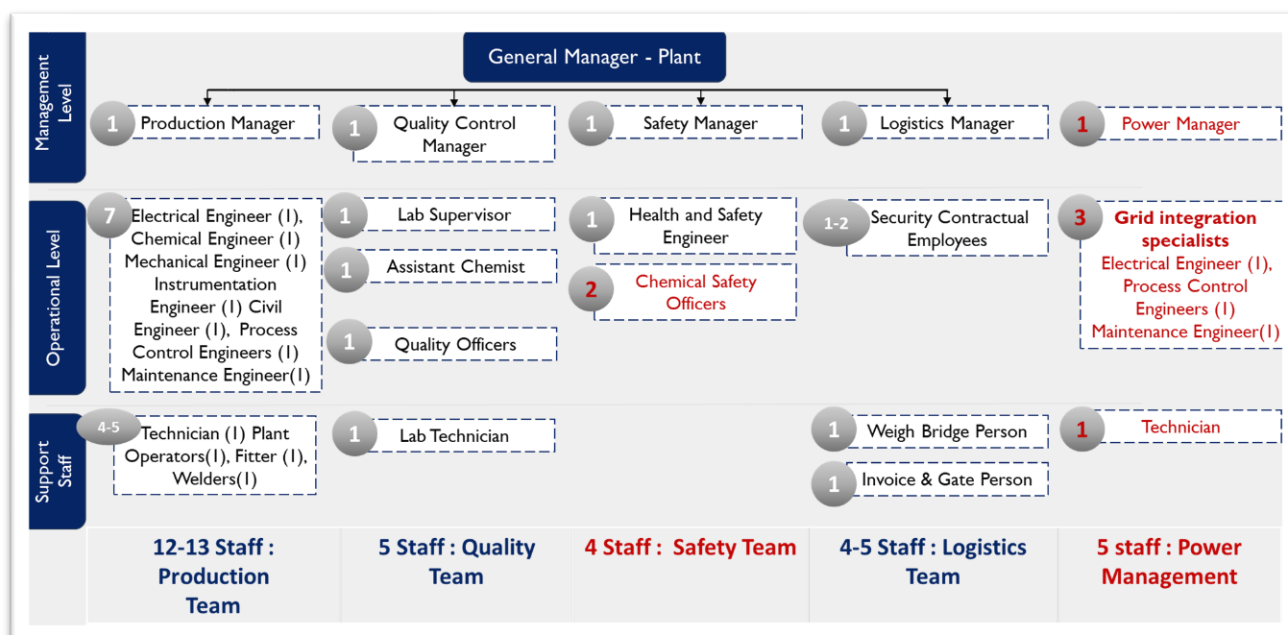 Management
Level
General Manager - Plant
1
Production Manager
1
Quality Control
Manager
1
Safety Manager
1
Logistics Manager
1
Power Manager
Operational Level
7
Electrical Engineer (1),
Chemical Engineer (1)
Mechanical Engineer (1)
Instrumentation
Engineer (1) Civil
Engineer (1), Process
Control Engineers (1)
Maintenance Engineer(1)
1
Lab Supervisor
1
Assistant Chemist
1
Quality Officers
1
Health and Safety
Engineer
2
Chemical Safety
Officers
1-2
Security Contractual
Employees
3
Grid integration
specialists
Electrical Engineer (1),
Process Control
Engineers (1)
Maintenance Engineer(1)
Support
Staff
4-5
Technician (1) Plant
Operators(1), Fitter (1),
Welders(1)
1
Lab Technician
1
Weigh Bridge Person
1
Invoice & Gate Person
1
Technician
12-13 Staff :
Production
Team
5 Staff : Quality
Team
4 Staff : Safety Team
4-5 Staff : Logistics
Team
5 staff : Power
Management